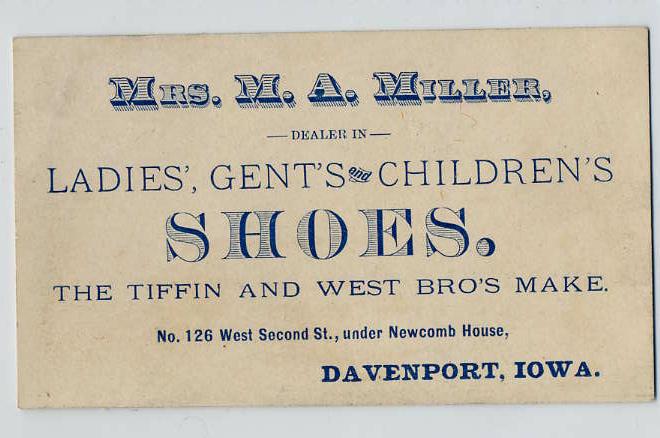 Mrs. M. A. Miller,
— DEALER IN —
LADIES', GENT'S and CHILDREN'S
SHOES.
THE TIFFIN AND WEST BRO'S MAKE.
No. 126 West Second St., under Newcomb House,
DAVENPORT, IOWA.